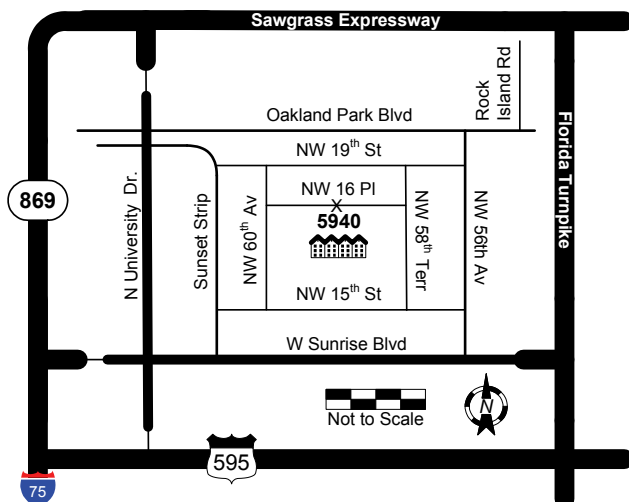 Sawgrass Expressway
Rock
Island Rd
Oakland Park Blvd
Florida Turnpike
NW 19th St
869
N University Dr.
Sunset Strip
NW 60th Av
NW 16 Pl
X
5940
NW 58th Terr
NW 56th Av
NW 15th St
W Sunrise Blvd
Not to Scale
N
595
75